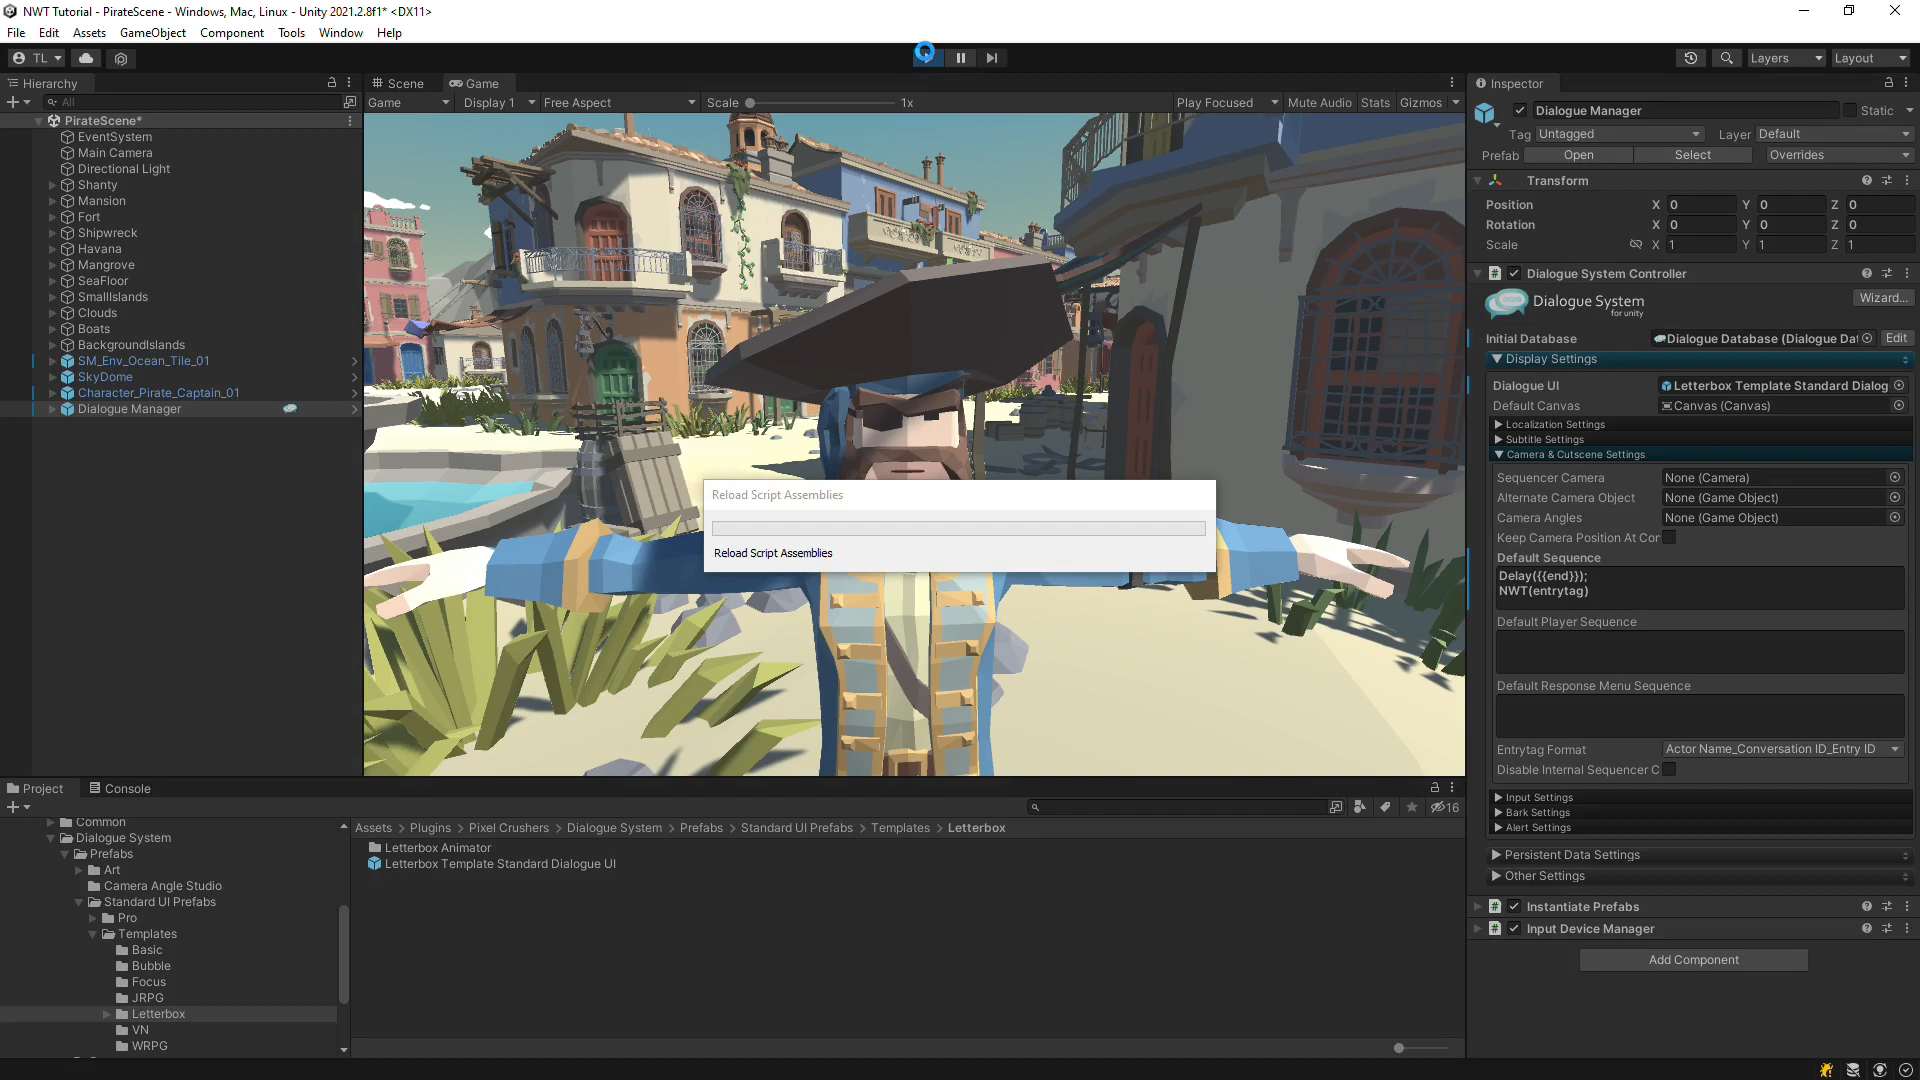 NWT Tutorial - PirateScene - Windows, Mac, Linux - Unity 2021.2.8f1* <DX11>
File Edit Assets GameObject Component Tools Window Help
TL Layers Layout
Hierarchy Scene Game Inspector
All Game Display 1 Free Aspect Scale 1x Play Focused Mute Audio Stats Gizmos
Dialogue Manager Static
Tag Untagged Layer Default
Prefab Open Select Overrides
PirateScene*
EventSystem
Main Camera
Directional Light
Shanty
Mansion
Fort
Shipwreck
Havana
Mangrove
SeaFloor
SmallIslands
Clouds
Boats
BackgroundIslands
SM_Env_Ocean_Tile_01
SkyDome
Character_Pirate_Captain_01
Dialogue Manager
Transform
Position X 0 Y 0 Z 0
Rotation X 0 Y 0 Z 0
Scale X 1 Y 1 Z 1
Dialogue System Controller
Dialogue System
for unity
Wizard...
Initial Database Dialogue Database (Dialogue Dat Edit
Display Settings
Dialogue UI Letterbox Template Standard Dialog
Default Canvas Canvas (Canvas)
Localization Settings
Subtitle Settings
Camera & Cutscene Settings
Sequencer Camera None (Camera)
Alternate Camera Object None (Game Object)
Camera Angles None (Game Object)
Keep Camera Position At Cor
Default Sequence
Delay({{end}});
NWT(entrytag)
Default Player Sequence
Default Response Menu Sequence
Entrytag Format Actor Name_Conversation ID_Entry ID
Disable Internal Sequencer C
Input Settings
Bark Settings
Alert Settings
Persistent Data Settings
Other Settings
Instantiate Prefabs
Input Device Manager
Add Component
Reload Script Assemblies
Reload Script Assemblies
Project Console
16
Common
Dialogue System
Prefabs
Art
Camera Angle Studio
Standard UI Prefabs
Pro
Templates
Basic
Bubble
Focus
JRPG
Letterbox
VN
WRPG
Assets > Plugins > Pixel Crushers > Dialogue System > Prefabs > Standard UI Prefabs > Templates > Letterbox
Letterbox Animator
Letterbox Template Standard Dialogue UI